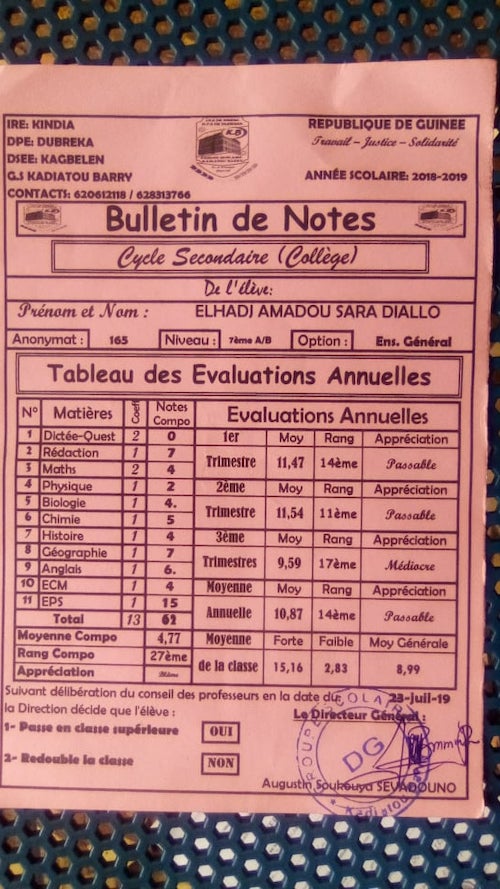 IRE: KINDIA
DPE: DUBREKA
DSEE: KAGBELEN
G.S KADIATOU BARRY
CONTACTS: 620612118 / 628313766
REPUBLIQUE DE GUINEE
Travail – Justice – Solidarité
ANNÉE SCOLAIRE: 2018-2019
Bulletin de Notes
Cycle Secondaire (Collège)
De l'élève:
Prénom et Nom : ELHADJ AMADOU SARA DIALLO
Anonymat : 165 Niveau : 7ème A/B Option : Ens. Général
Tableau des Evaluations Annuelles
N° Matières Coeff Notes Compo Evaluations Annuelles
1 Dictée-Quest 2 0 1er Moy Rang Appréciation
2 Rédaction 1 7 Trimestre 11,47 14ème Passable
3 Maths 2 4
4 Physique 1 2 2ème Moy Rang Appréciation
5 Biologie 1 4. Trimestre 11,54 11ème Passable
6 Chimie 1 5
7 Histoire 1 4 3ème Moy Rang Appréciation
8 Géographie 1 7 Trimestres 9,59 17ème Médiocre
9 Anglais 1 6.
10 ECM 1 4 Moyenne Moy Rang Appréciation
11 EPS 1 15 Annuelle 10,87 14ème Passable
Total 13 62
Moyenne Compo 4,77 Moyenne Forte Faible Moy Générale
Rang Compo 27ème de la classe 15,16 2,83 8,99
Appréciation
Suivant délibération du conseil des professeurs en la date du 23-juil-19
la Direction décide que l'élève : Le Directeur Général :
1- Passe en classe supérieure OUI
2- Redouble la classe NON
DG
Augustin Soukouya SEVADOUNO